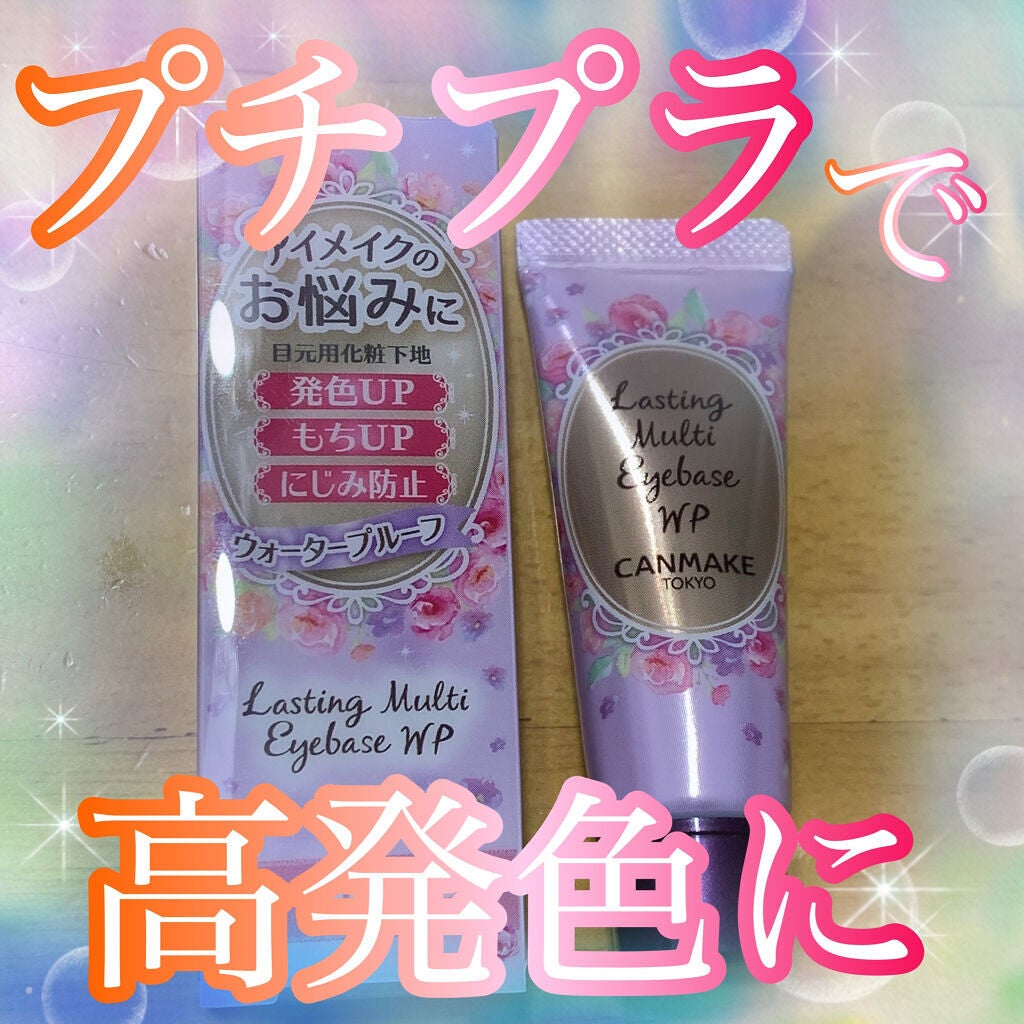 プチプラで
アイメイクの
お悩みに
目元用化粧下地
発色UP
もちUP
にじみ防止
ウォータープルーフ
Lasting Multi
Eyebase WP
Lasting
Multi
Eyebase
WP
CANMAKE
TOKYO
高発色に